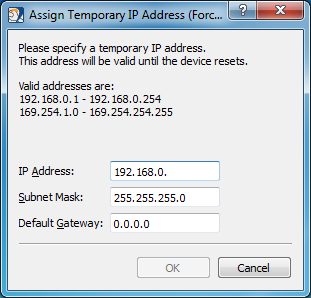 Assign Temporary IP Address (Forc...
Please specify a temporary IP address.
This address will be valid until the device resets.
Valid addresses are:
192.168.0.1 - 192.168.0.254
169.254.1.0 - 169.254.254.255
IP Address: 192.168.0.
Subnet Mask: 255.255.255.0
Default Gateway: 0.0.0.0
OK Cancel